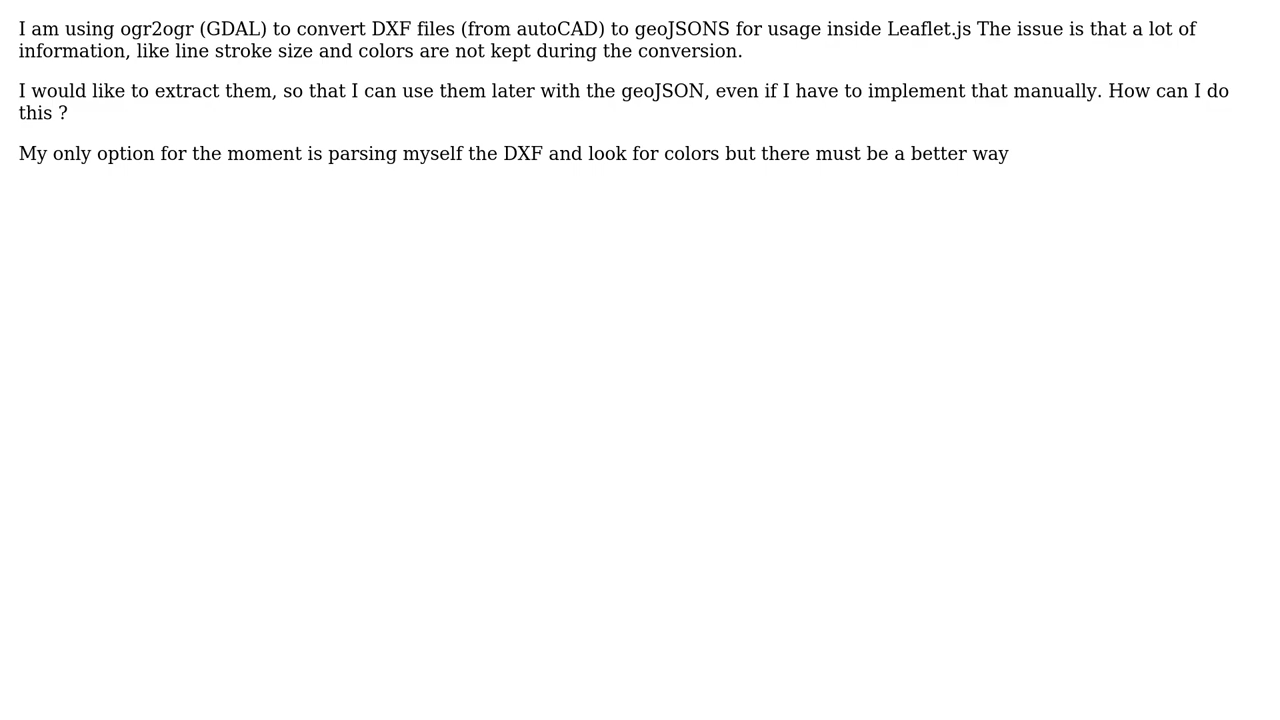 I am using ogr2ogr (GDAL) to convert DXF files (from autoCAD) to geoJSONS for usage inside Leaflet.js The issue is that a lot of
information, like line stroke size and colors are not kept during the conversion.
I would like to extract them, so that I can use them later with the geoJSON, even if I have to implement that manually. How can I do
this ?
My only option for the moment is parsing myself the DXF and look for colors but there must be a better way